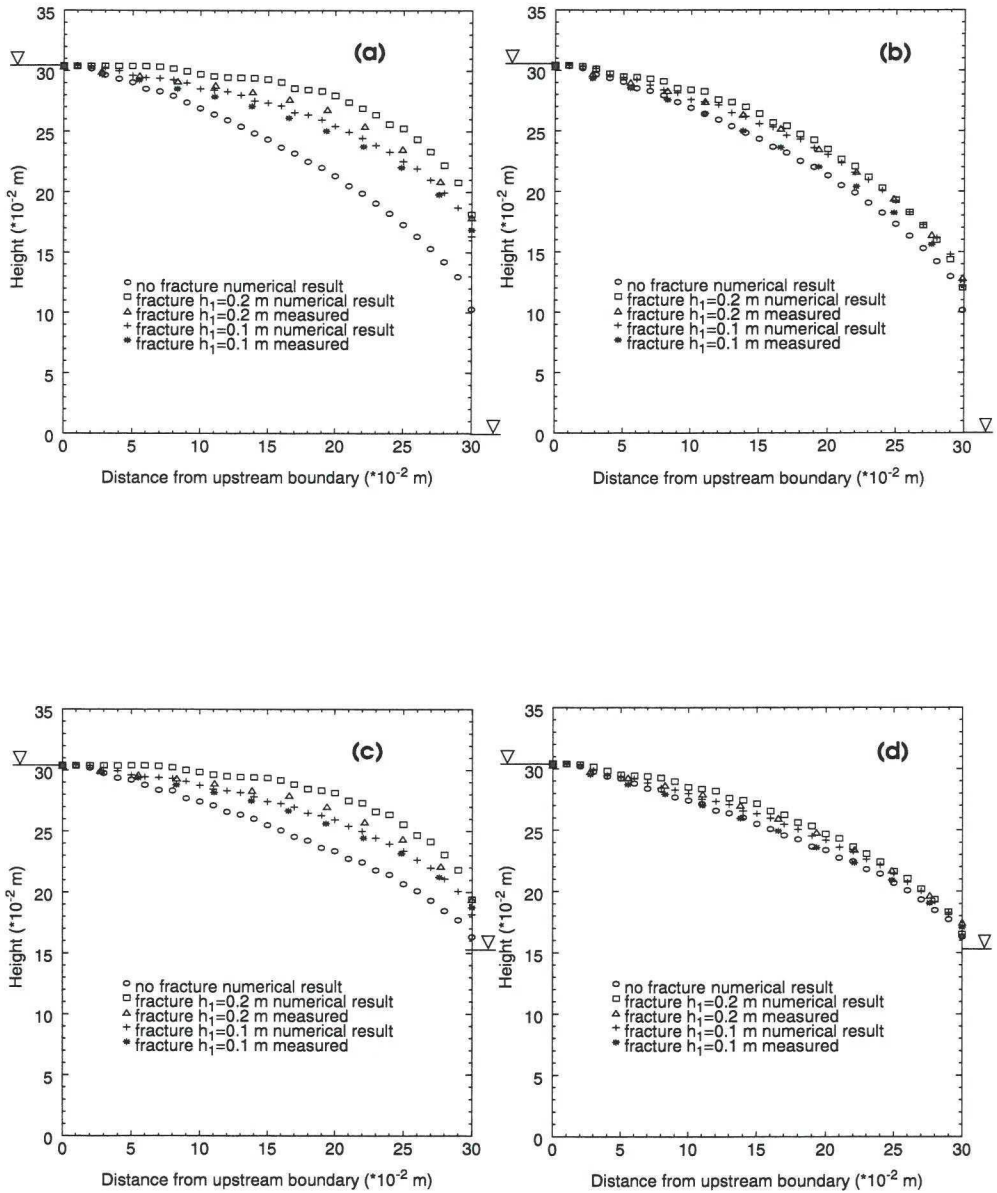 35
30
25
20
15
10
5
0
Height (*10-2 m)
(a)
no fracture numerical result
fracture h1=0.2 m numerical result
fracture h1=0.2 m measured
fracture h1=0.1 m numerical result
fracture h1=0.1 m measured
0 5 10 15 20 25 30
Distance from upstream boundary (*10-2 m)
35
30
25
20
15
10
5
0
Height (*10-2 m)
(b)
no fracture numerical result
fracture h1=0.2 m numerical result
fracture h1=0.2 m measured
fracture h1=0.1 m numerical result
fracture h1=0.1 m measured
0 5 10 15 20 25 30
Distance from upstream boundary (*10-2 m)
35
30
25
20
15
10
5
0
Height (*10-2 m)
(c)
no fracture numerical result
fracture h1=0.2 m numerical result
fracture h1=0.2 m measured
fracture h1=0.1 m numerical result
fracture h1=0.1 m measured
0 5 10 15 20 25 30
Distance from upstream boundary (*10-2 m)
35
30
25
20
15
10
5
0
Height (*10-2 m)
(d)
no fracture numerical result
fracture h1=0.2 m numerical result
fracture h1=0.2 m measured
fracture h1=0.1 m numerical result
fracture h1=0.1 m measured
0 5 10 15 20 25 30
Distance from upstream boundary (*10-2 m)